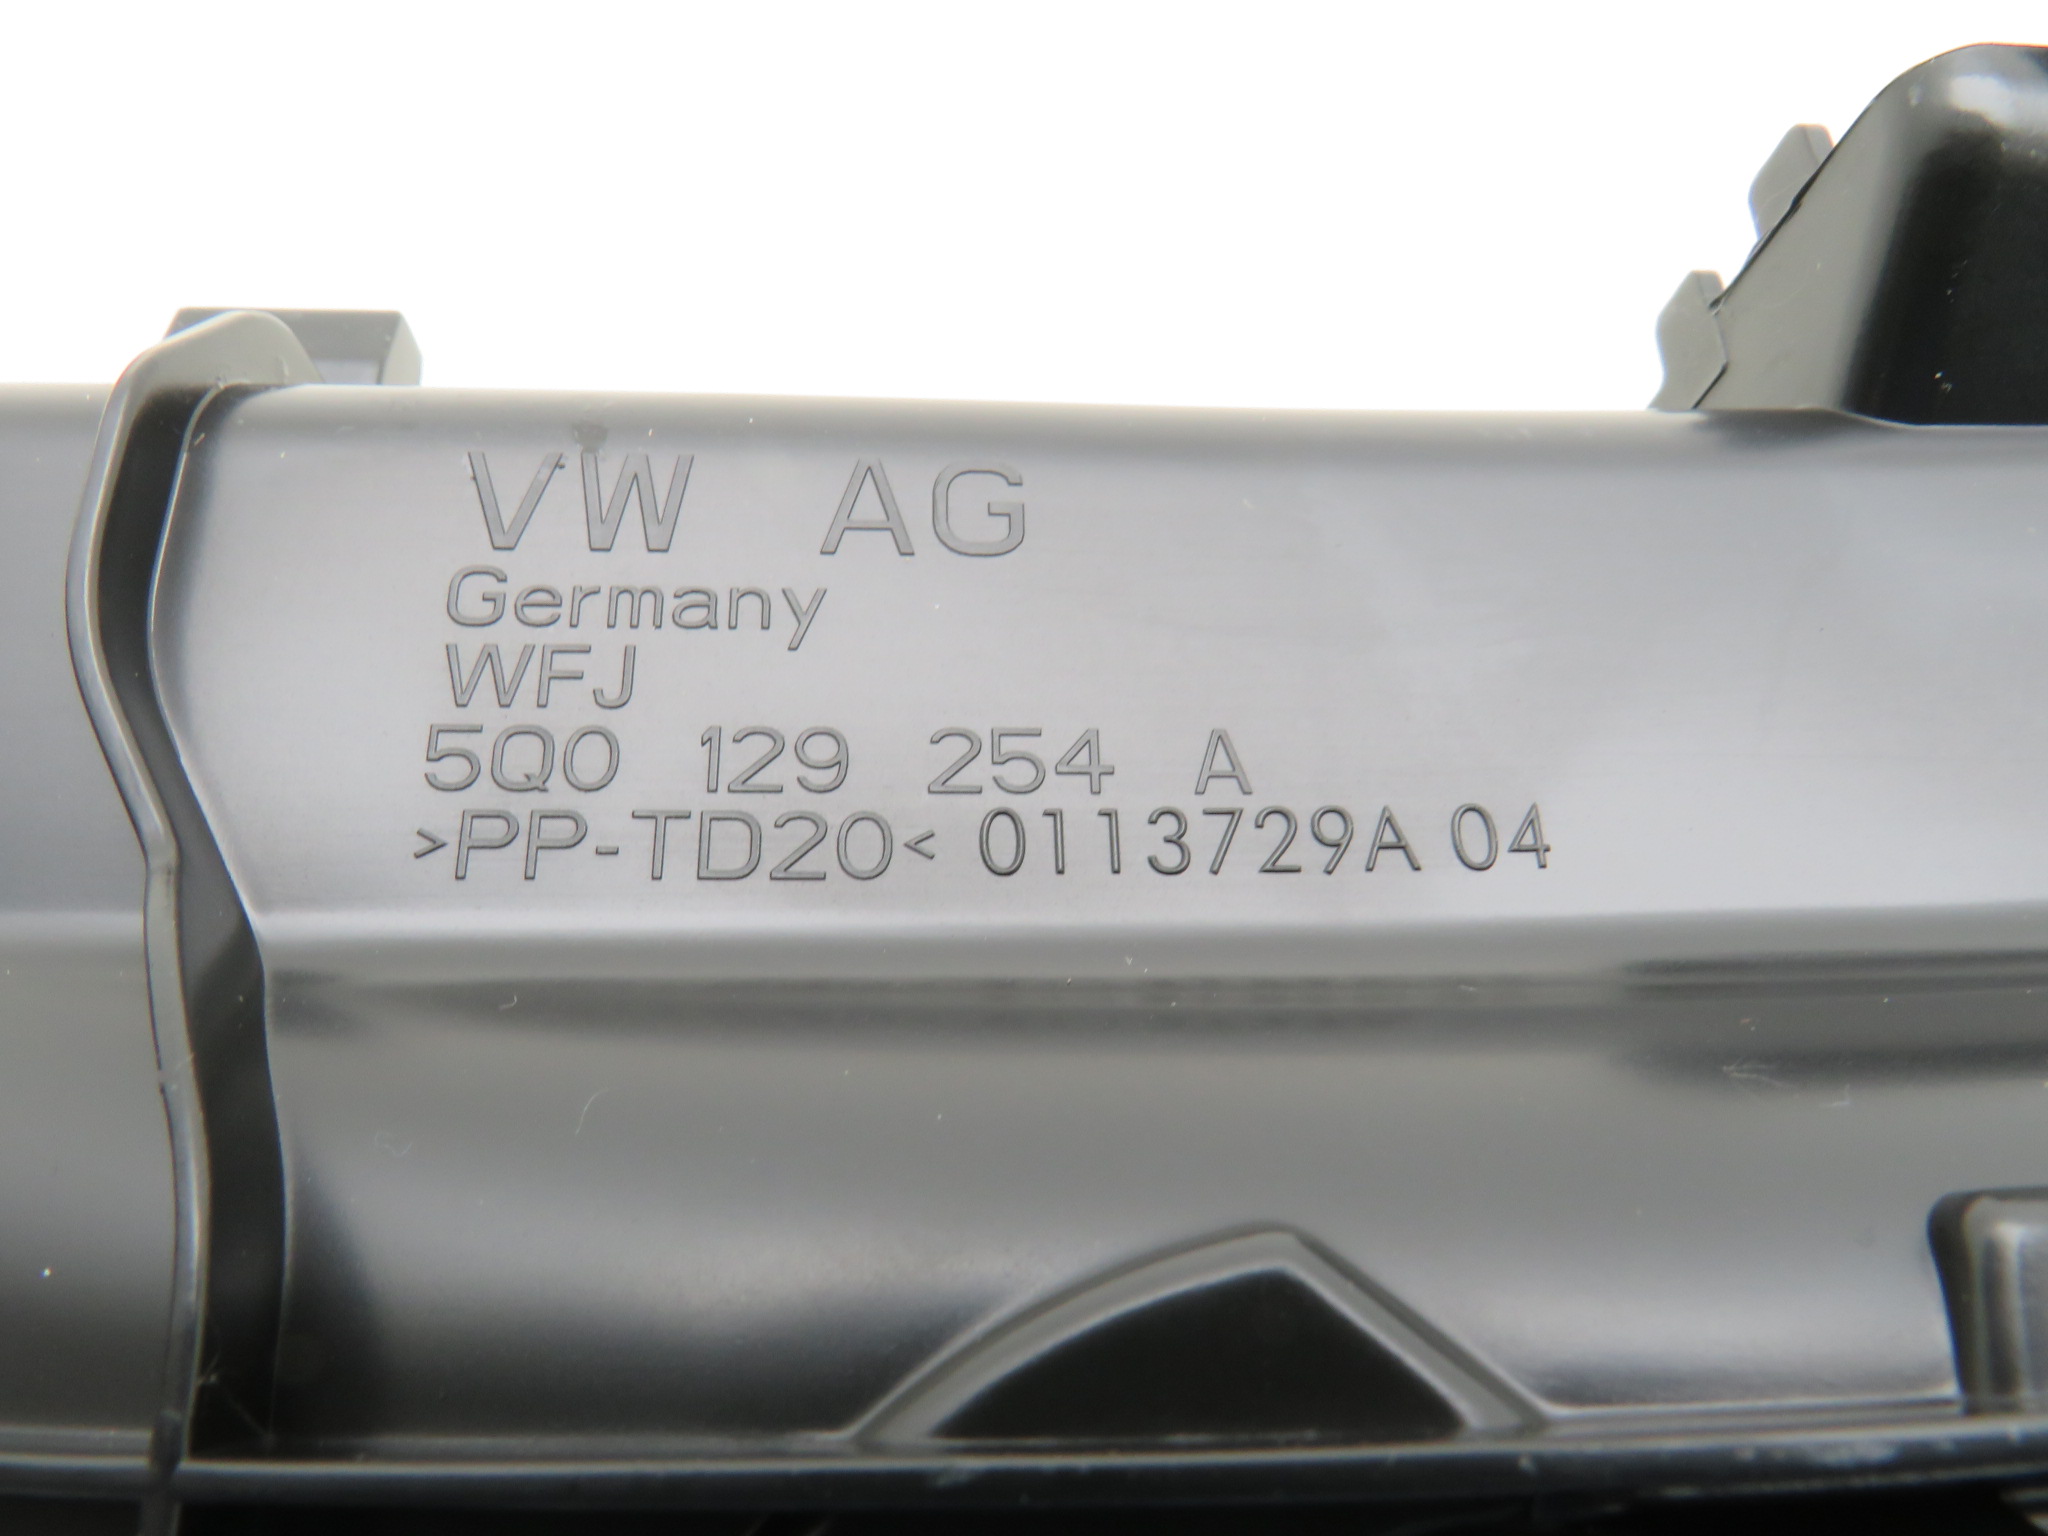 VW AG
Germany
WFJ
5Q0 129 254 A
>PP-TD20< 0113729A 04